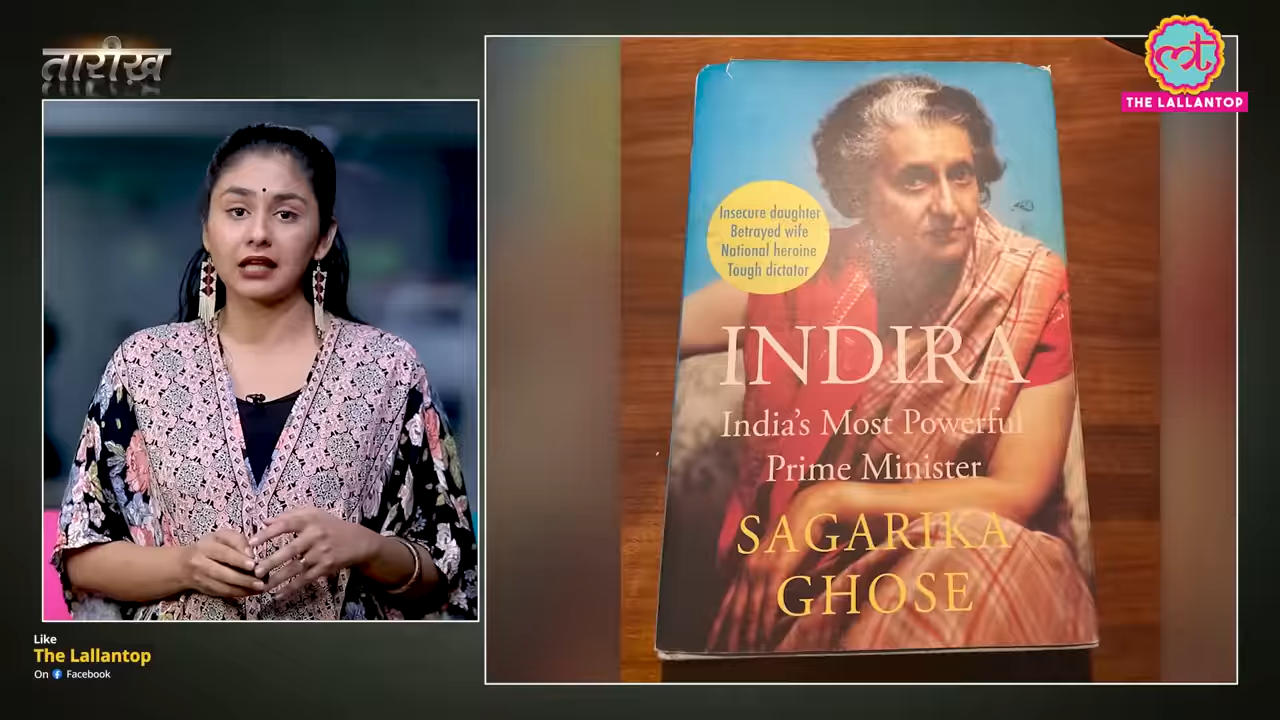 तारीख़
THE LALLANTOP
Insecure daughter
Betrayed wife
National heroine
Tough dictator
INDIRA
India's Most Powerful
Prime Minister
SAGARIKA
GHOSE
Like
The Lallantop
On Facebook